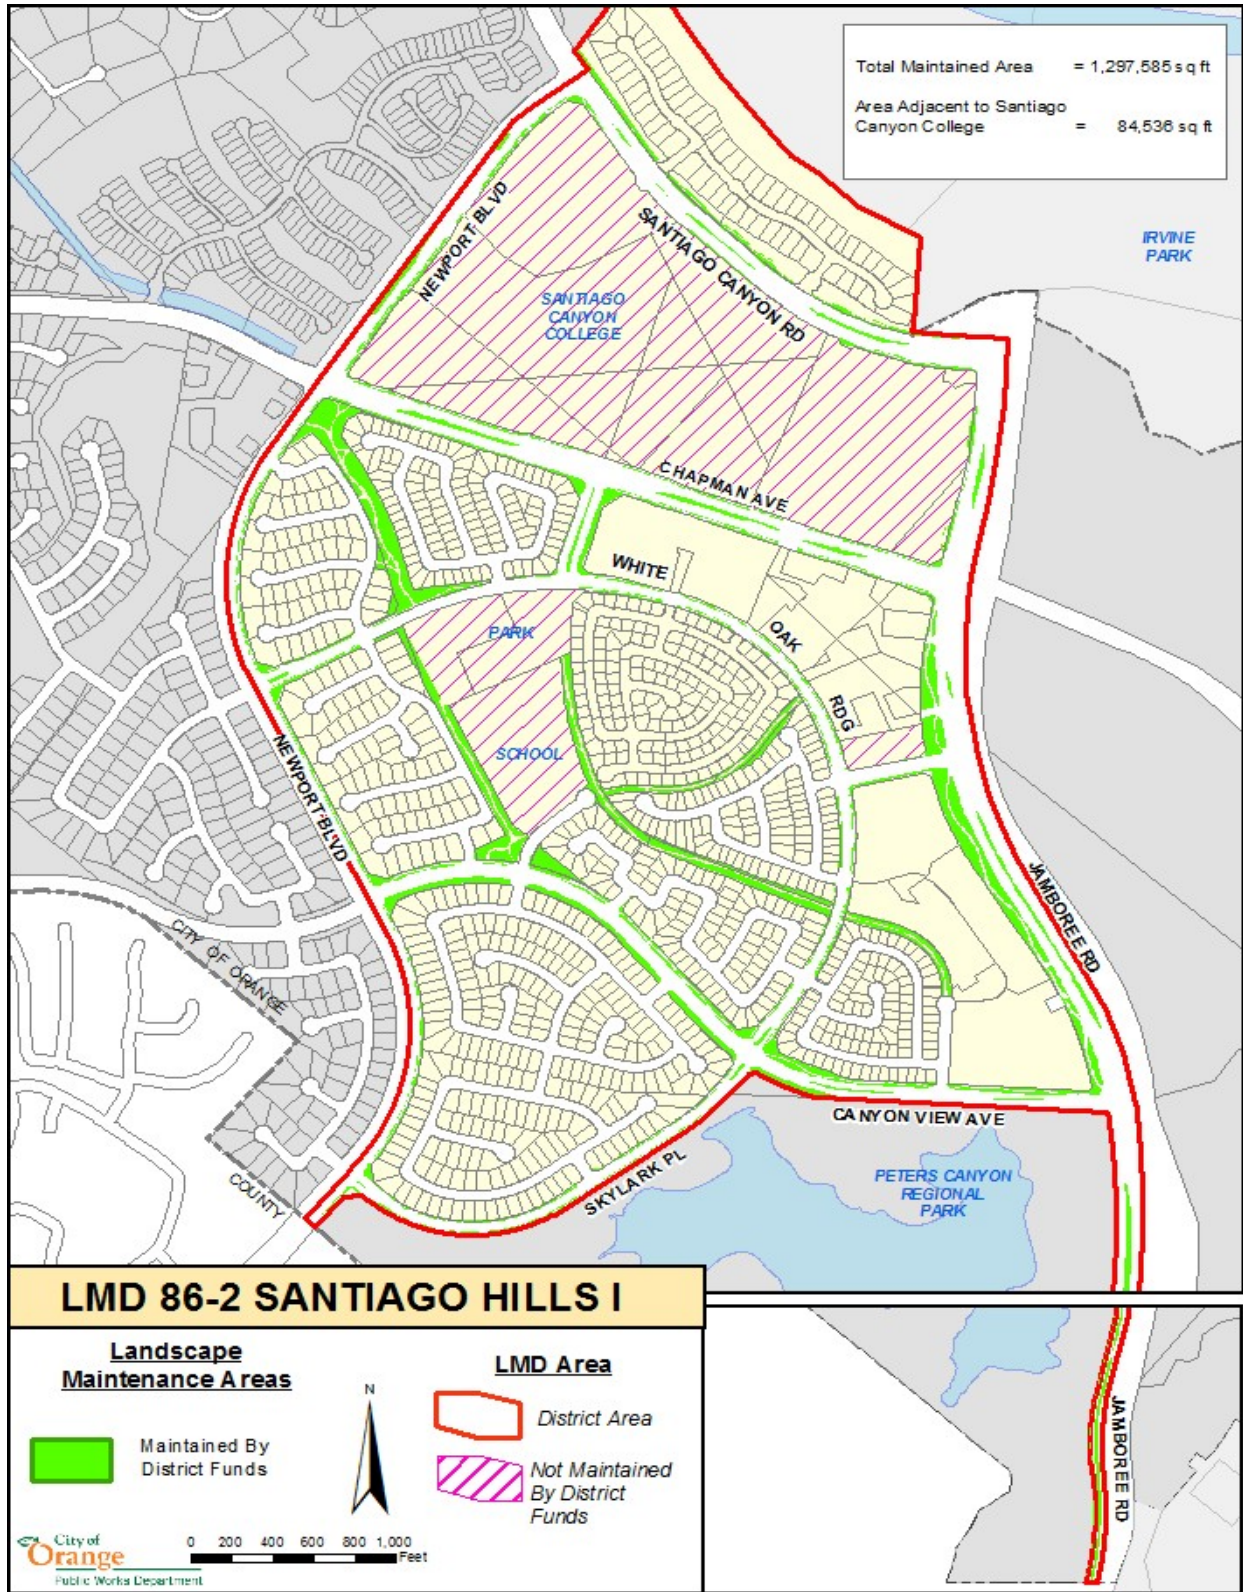 Total Maintained Area = 1,297,585 sq ft
Area Adjacent to Santiago
Canyon College = 84,536 sq ft
IRVINE
PARK
NEWPORT BLVD
SANTIAGO CANYON RD
SANTIAGO
CANYON
COLLEGE
CHAPMAN AVE
WHITE
OAK
RDG
PARK
SCHOOL
NEWPORT BLVD
JAMBOREE RD
CITY OF ORANGE
COUNTY
CANYON VIEW AVE
SKYLARK PL
PETERS CANYON
REGIONAL
PARK
LMD 86-2 SANTIAGO HILLS I
Landscape
Maintenance Areas
Maintained By
District Funds
N
LMD Area
District Area
Not Maintained
By District
Funds
City of
Orange
Public Works Department
0 200 400 600 800 1,000
Feet
JAMBOREE RD